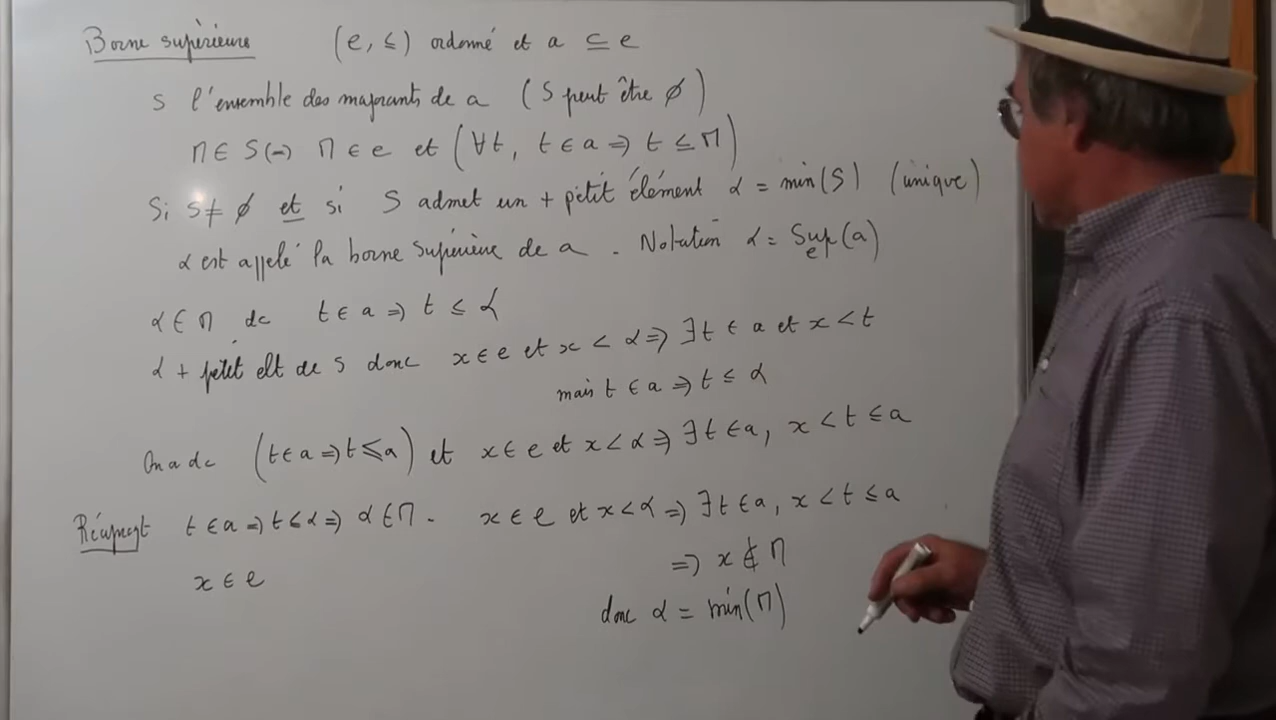 Borne supèrieure (e, ≤) ordonné et a ⊆ e
S l'ensemble des majorants de a (S peut être ∅)
M ∈ S (=) M ∈ e et (∀t, t ∈ a => t ≤ M)
Si S ≠ ∅ et si S admet un + petit élément α = min(S) (unique)
α est appelé la borne supérieure de a. Notation α = Sup_e(a)
α ∈ M dc t ∈ a => t ≤ α
α + petit elt de S donc x ∈ e et x < α => ∃t ∈ a et x < t
mais t ∈ a => t ≤ α
On a dc (t ∈ a => t ≤ a) et x ∈ e et x < α => ∃t ∈ a, x < t ≤ a
Réciproqt t ∈ a => t ≤ α => α ∈ M. x ∈ e et x < α => ∃t ∈ a, x < t ≤ a
x ∈ e => x ∉ M
donc α = min(M)